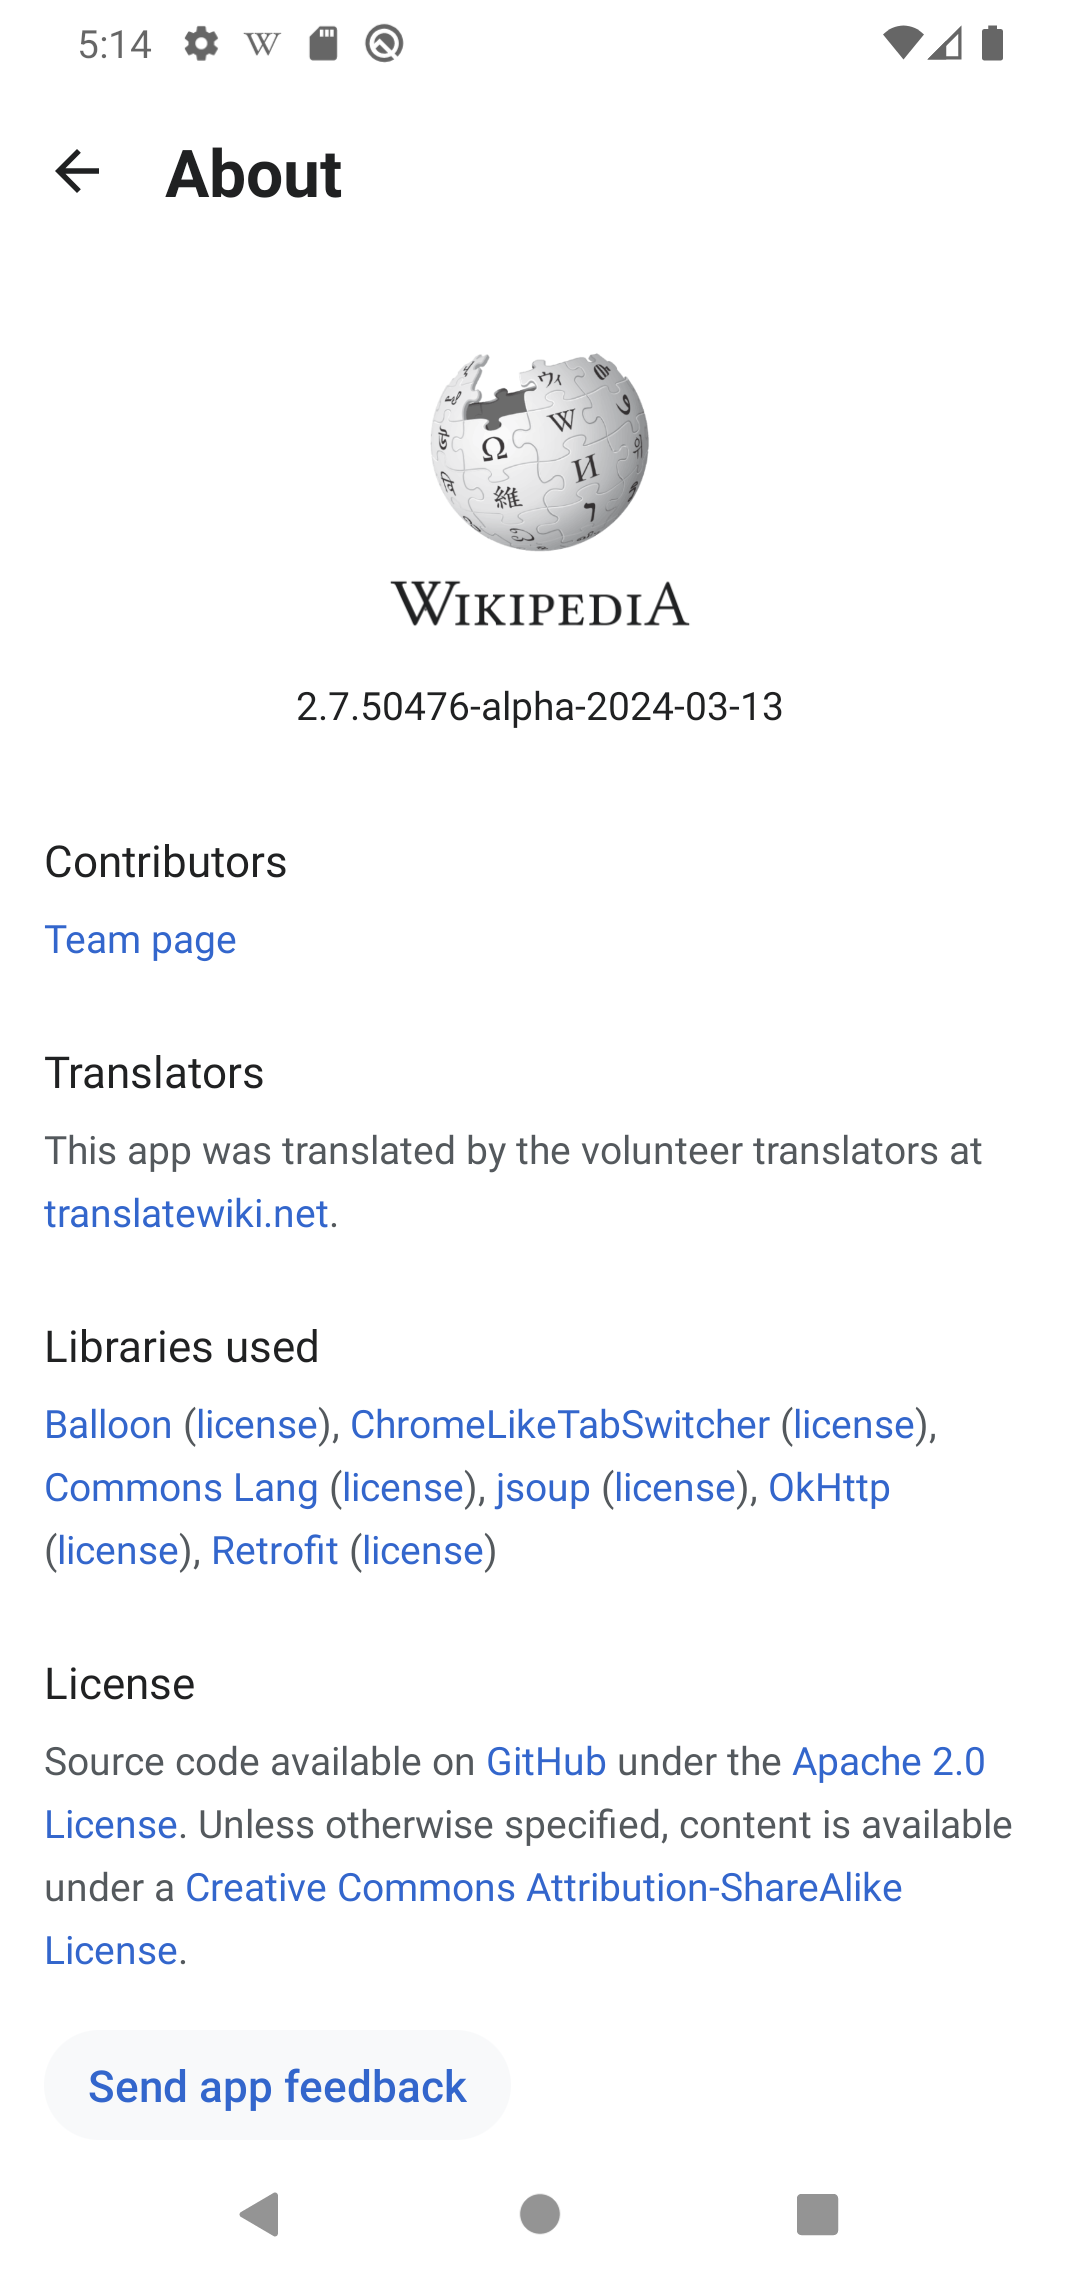 5:14
About
Ω W И
維
WIKIPEDIA
2.7.50476-alpha-2024-03-13
Contributors
Team page
Translators
This app was translated by the volunteer translators at
translatewiki.net.
Libraries used
Balloon (license), ChromeLikeTabSwitcher (license),
Commons Lang (license), jsoup (license), OkHttp
(license), Retrofit (license)
License
Source code available on GitHub under the Apache 2.0
License. Unless otherwise specified, content is available
under a Creative Commons Attribution-ShareAlike
License.
Send app feedback